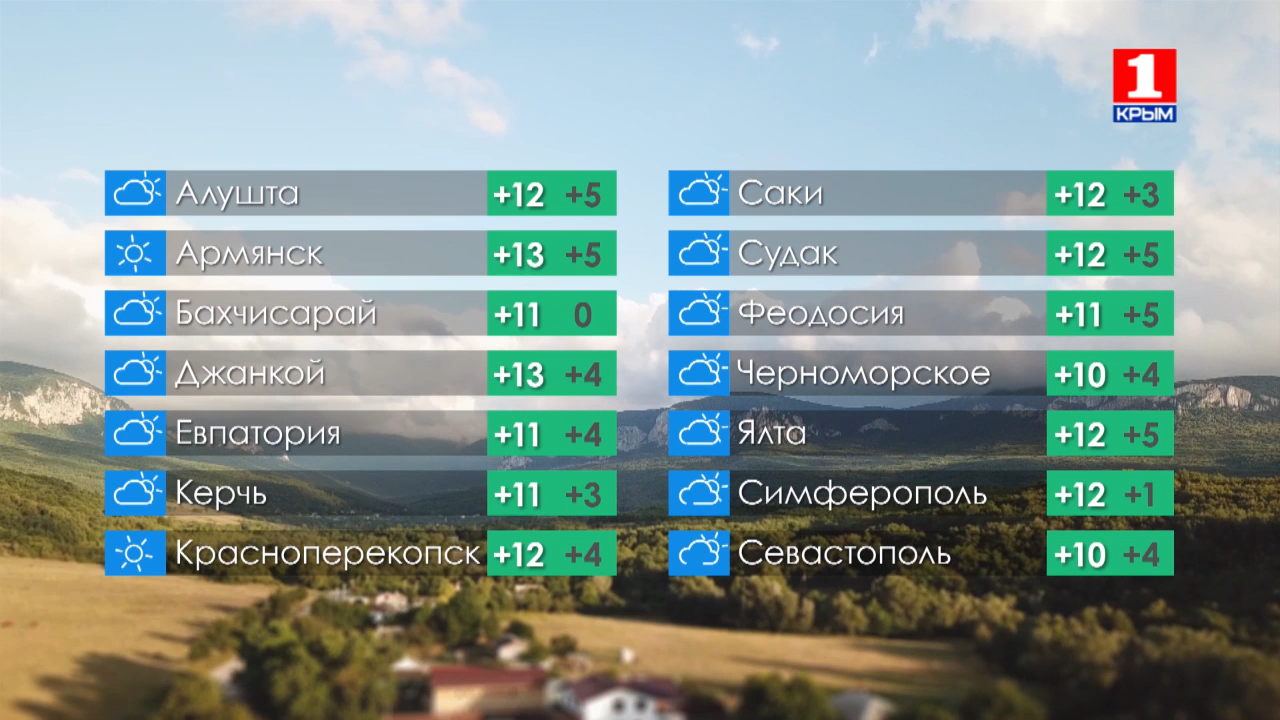 1
КРЫМ
Алушта +12 +5
Армянск +13 +5
Бахчисарай +11 0
Джанкой +13 +4
Евпатория +11 +4
Керчь +11 +3
Красноперекопск +12 +4
Саки +12 +3
Судак +12 +5
Феодосия +11 +5
Черноморское +10 +4
Ялта +12 +5
Симферополь +12 +1
Севастополь +10 +4